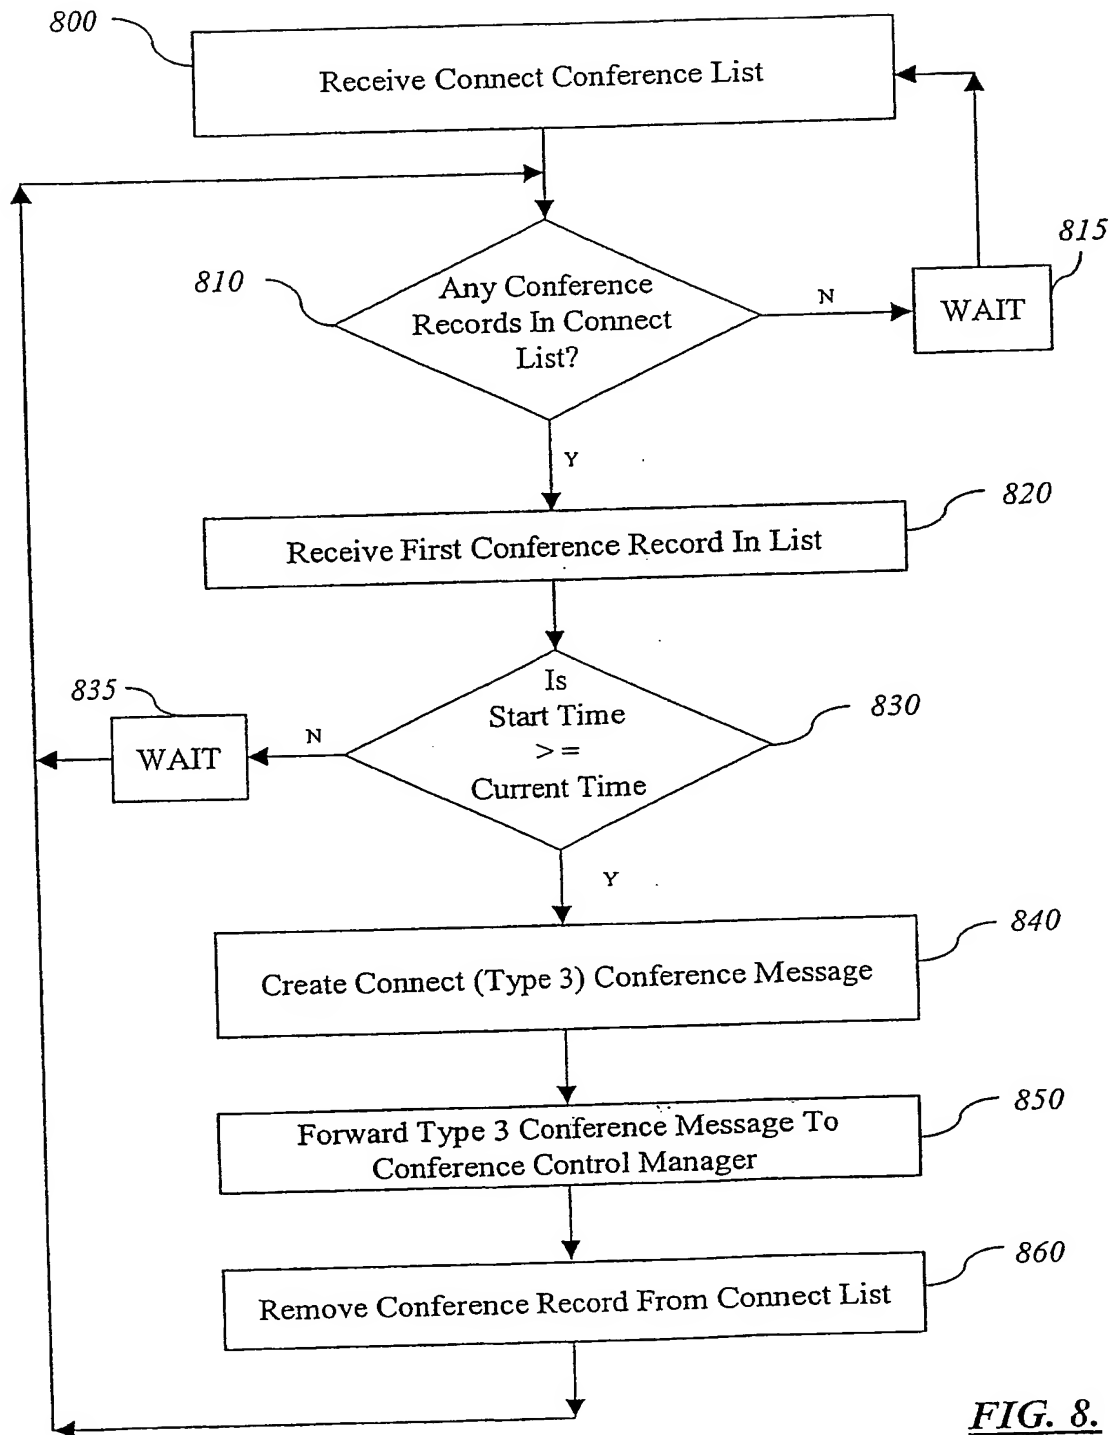 800
Receive Connect Conference List
810
Any Conference
Records In Connect
List?
N
815
WAIT
Y
820
Receive First Conference Record In List
830
Is
Start Time
>=
Current Time
N
835
WAIT
Y
840
Create Connect (Type 3) Conference Message
850
Forward Type 3 Conference Message To
Conference Control Manager
860
Remove Conference Record From Connect List
FIG. 8.